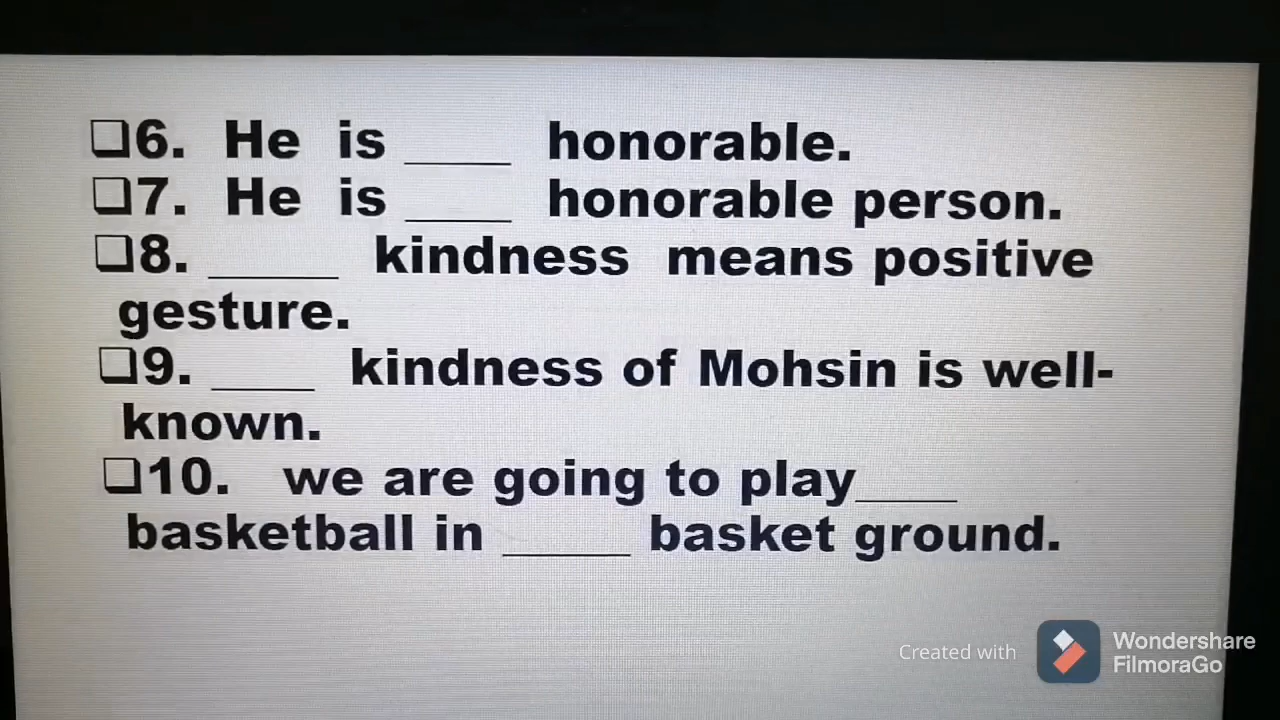 ❑6. He is ____ honorable.
❑7. He is ____ honorable person.
❑8. _____ kindness means positive
gesture.
❑9. ____ kindness of Mohsin is well-
known.
❑10. we are going to play____
basketball in _____ basket ground.
Created with Wondershare
FilmoraGo